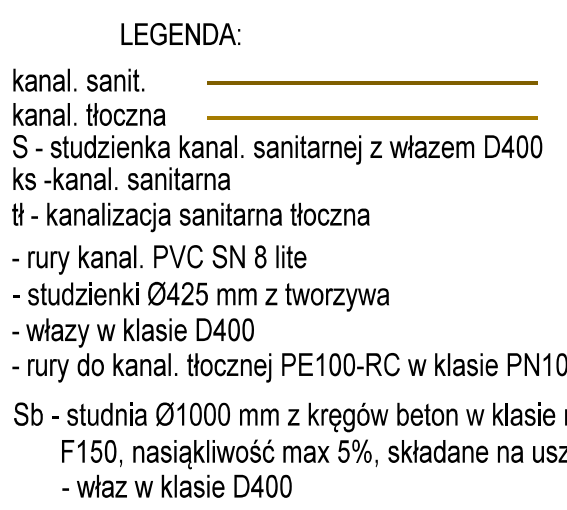 LEGENDA:
kanal. sanit.
kanal. tłoczna
S - studzienka kanal. sanitarnej z włazem D400
ks -kanal. sanitarna
tł - kanalizacja sanitarna tłoczna
- rury kanal. PVC SN 8 lite
- studzienki Ø425 mm z tworzywa
- włazy w klasie D400
- rury do kanal. tłocznej PE100-RC w klasie PN10
Sb - studnia Ø1000 mm z kręgów beton w klasie
F150, nasiąkliwość max 5%, składane na
- właz w klasie D400